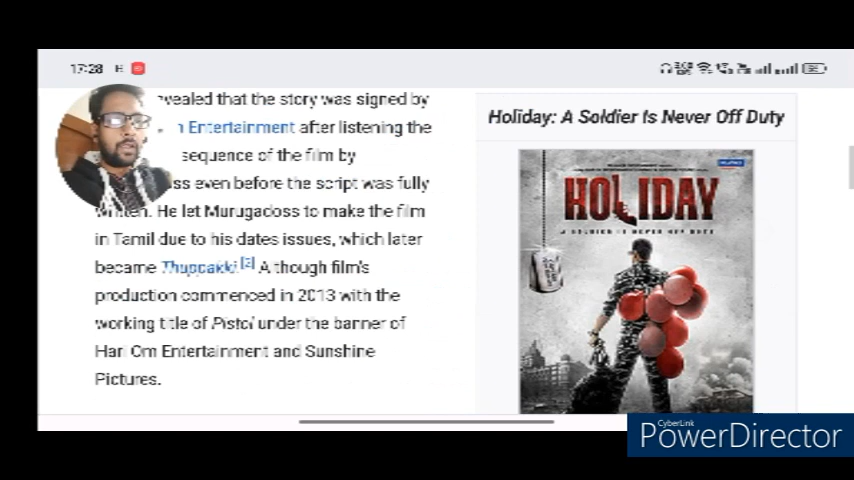 17:28 H
evealed that the story was signed by
n Entertainment after listening the
sequence of the film by
ss even before the script was fully
written. He let Murugadoss to make the film
in Tamil due to his dates issues, which later
became Thuppakki.[3] Although film's
production commenced in 2013 with the
working title of Pistol under the banner of
Hari Om Entertainment and Sunshine
Pictures.
Holiday: A Soldier Is Never Off Duty
HOLIDAY
A SOLDIER IS NEVER OFF DUTY
CyberLink
PowerDirector